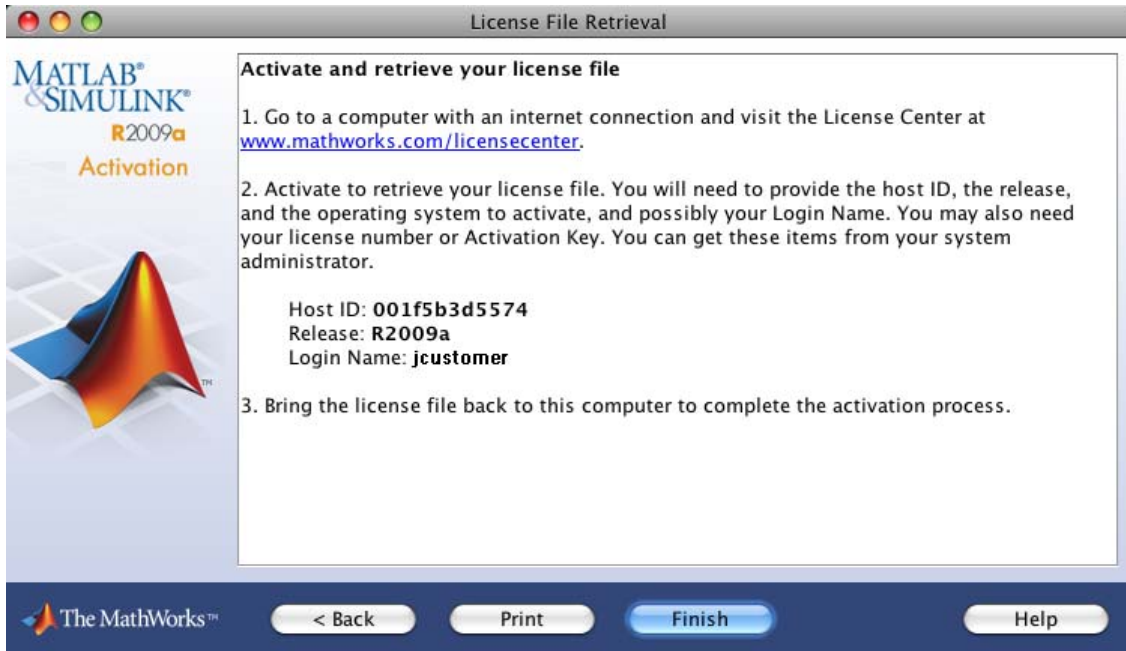 License File Retrieval
MATLAB®
&SIMULINK®
R2009a
Activation
TM
Activate and retrieve your license file
1. Go to a computer with an internet connection and visit the License Center at
www.mathworks.com/licensecenter.
2. Activate to retrieve your license file. You will need to provide the host ID, the release,
and the operating system to activate, and possibly your Login Name. You may also need
your license number or Activation Key. You can get these items from your system
administrator.
Host ID: 001f5b3d5574
Release: R2009a
Login Name: jcustomer
3. Bring the license file back to this computer to complete the activation process.
The MathWorks™
< Back
Print
Finish
Help